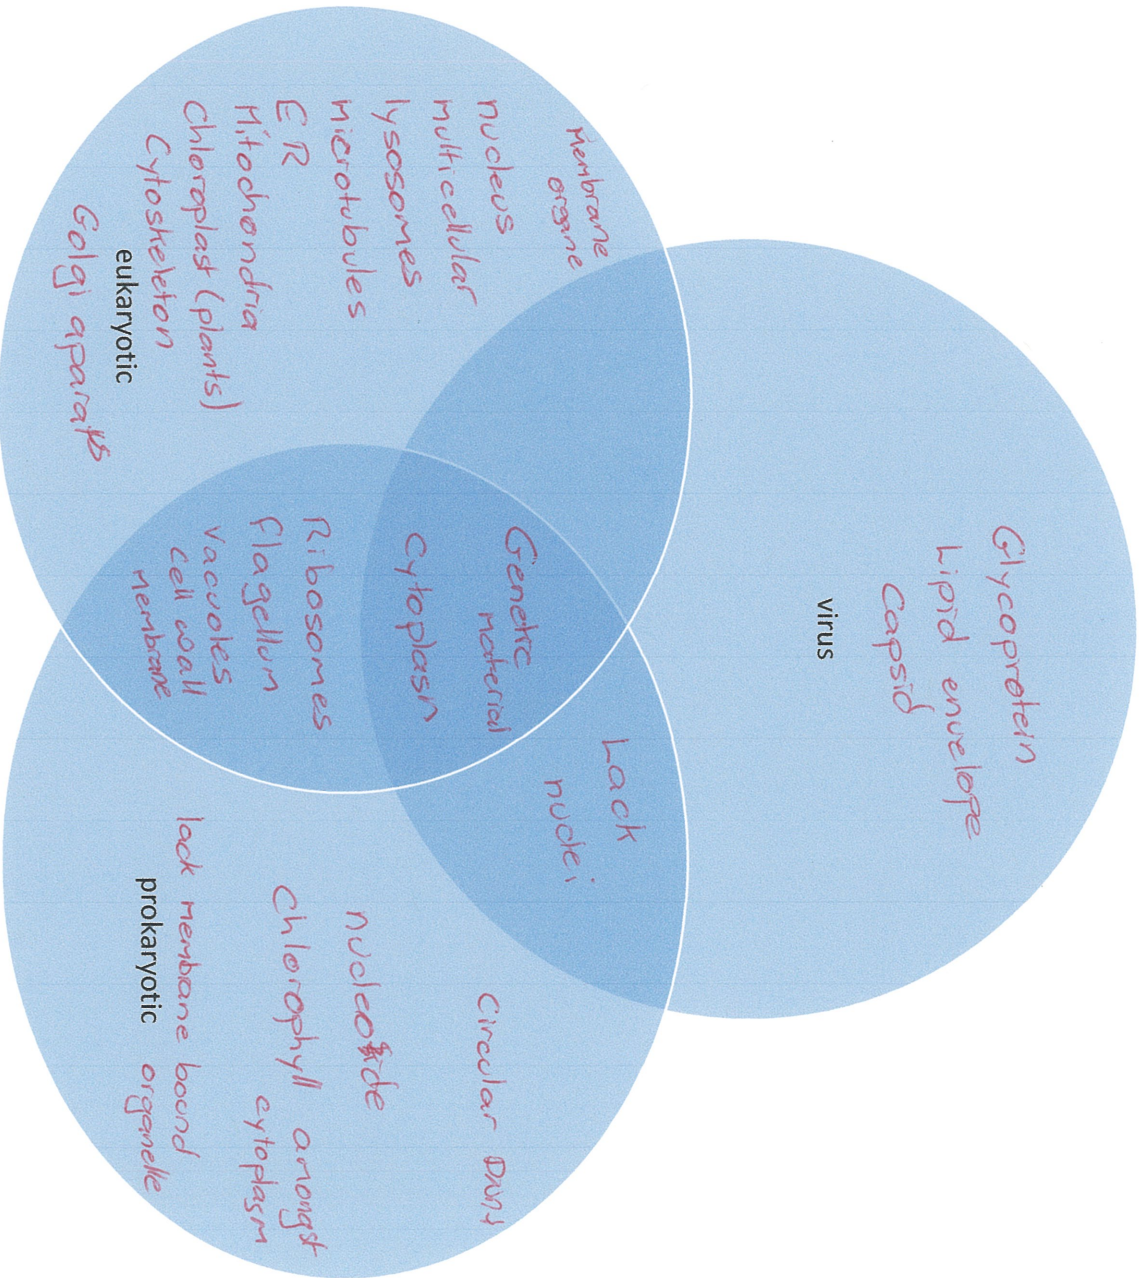 Glycoprotein
Lipid envelope
Capsid
virus
Membrane
organe
nucleus
multicellular
lysosomes
Microtubules
ER
Mitochondria
Chloroplast (plants)
Cytoskeleton
eukaryotic
Golgi
Genetic
material
Cytoplasm
Ribosomes
flagellum
vacuoles
cell wall
membrane
Lack
nuclei
Circular DNA
Chlorophyll amongst
cytoplasm
lack membrane bound
organelle
prokaryotic